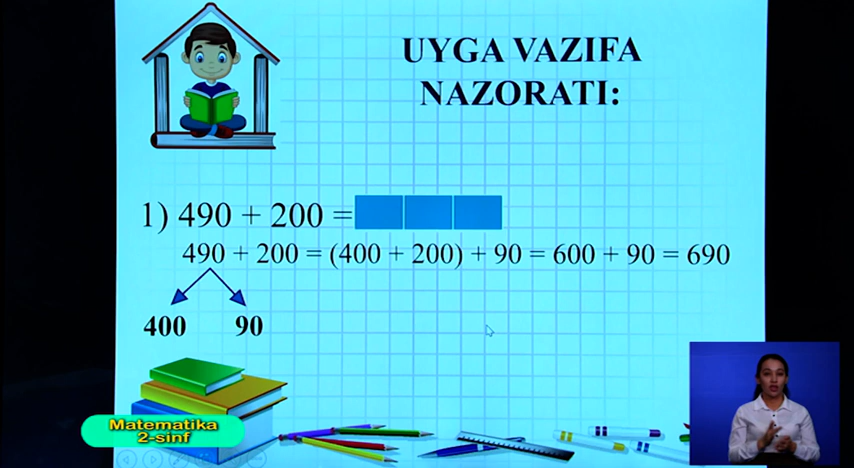 UYGA VAZIFA
NAZORATI:
1) 490 + 200 =
490 + 200 = (400 + 200) + 90 = 600 + 90 = 690
400 90
Matematika
2-sinf